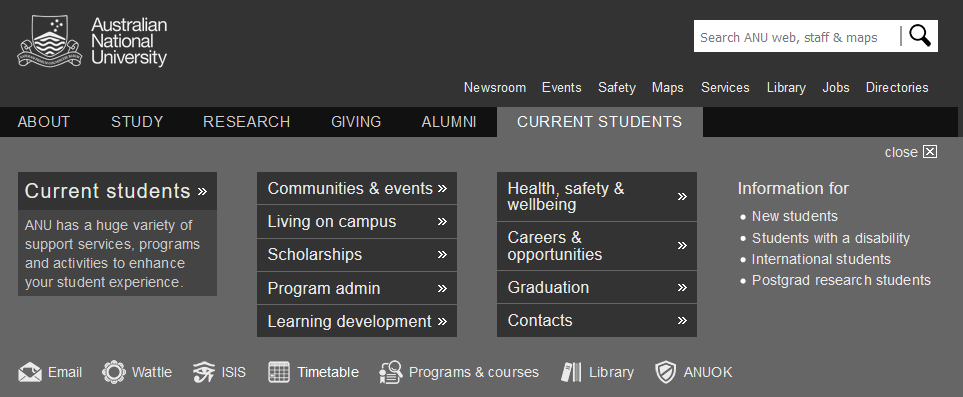 Australian
National
University
Search ANU web, staff & maps
Newsroom Events Safety Maps Services Library Jobs Directories
ABOUT STUDY RESEARCH GIVING ALUMNI CURRENT STUDENTS
close
Current students »
ANU has a huge variety of
support services, programs
and activities to enhance
your student experience.
Communities & events »
Living on campus »
Scholarships »
Program admin »
Learning development »
Health, safety &
wellbeing »
Careers &
opportunities »
Graduation »
Contacts »
Information for
• New students
• Students with a disability
• International students
• Postgrad research students
Email Wattle ISIS Timetable Programs & courses Library ANUOK